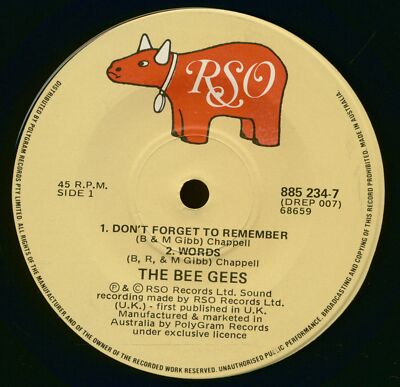 RSO
45 R.P.M.
SIDE 1
885 234-7
(DREP 007)
68659
1. DON'T FORGET TO REMEMBER
(B & M Gibb) Chappell
2. WORDS
(B, R, & M Gibb) Chappell
THE BEE GEES
Ⓟ & © RSO Records Ltd. Sound
recording made by RSO Records Ltd.
(U.K.) - first published in U.K.
Manufactured & marketed in
Australia by PolyGram Records
under exclusive licence
DISTRIBUTED BY POLYGRAM RECORDS PTY LIMITED. ALL RIGHTS OF THE MANUFACTURER AND OF THE OWNER OF THE RECORDED WORK RESERVED. UNAUTHORISED PUBLIC PERFORMANCE, BROADCASTING AND COPYING OF THIS RECORD PROHIBITED. MADE IN AUSTRALIA.